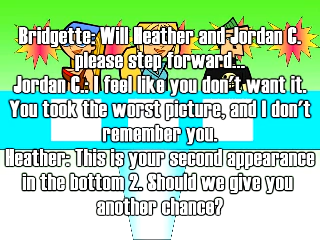 Bridgette: Will Heather and Jordan C.
please step forward...
Jordan C.: I feel like you don't want it.
You took the worst picture, and I don't
remember you.
Heather: This is your second appearance
in the bottom 2. Should we give you
another chance?